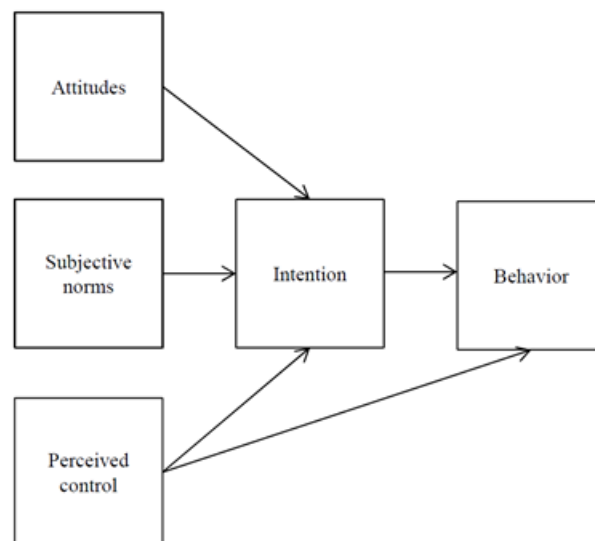 Attitudes
Subjective
norms
Intention
Behavior
Perceived
control